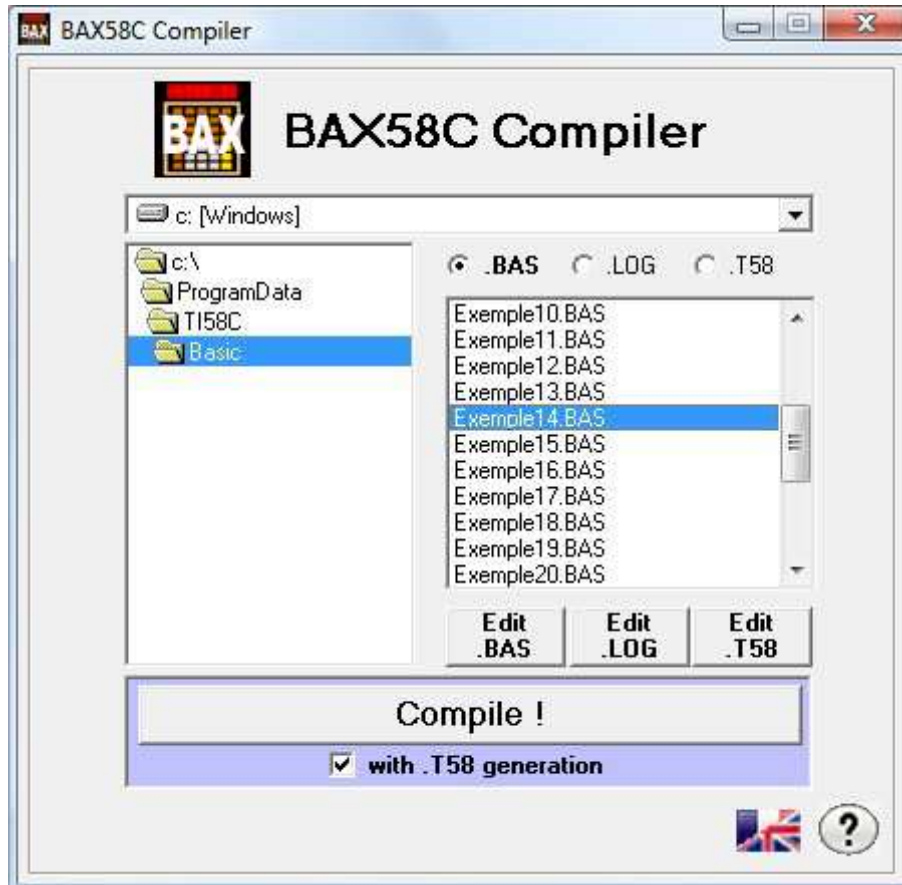 BAX BAX58C Compiler
BAX BAX58C Compiler
c: [Windows]
c:\
ProgramData
TI58C
Basic
.BAS .LOG .T58
Exemple10.BAS
Exemple11.BAS
Exemple12.BAS
Exemple13.BAS
Exemple14.BAS
Exemple15.BAS
Exemple16.BAS
Exemple17.BAS
Exemple18.BAS
Exemple19.BAS
Exemple20.BAS
Edit .BAS
Edit .LOG
Edit .T58
Compile !
with .T58 generation
?